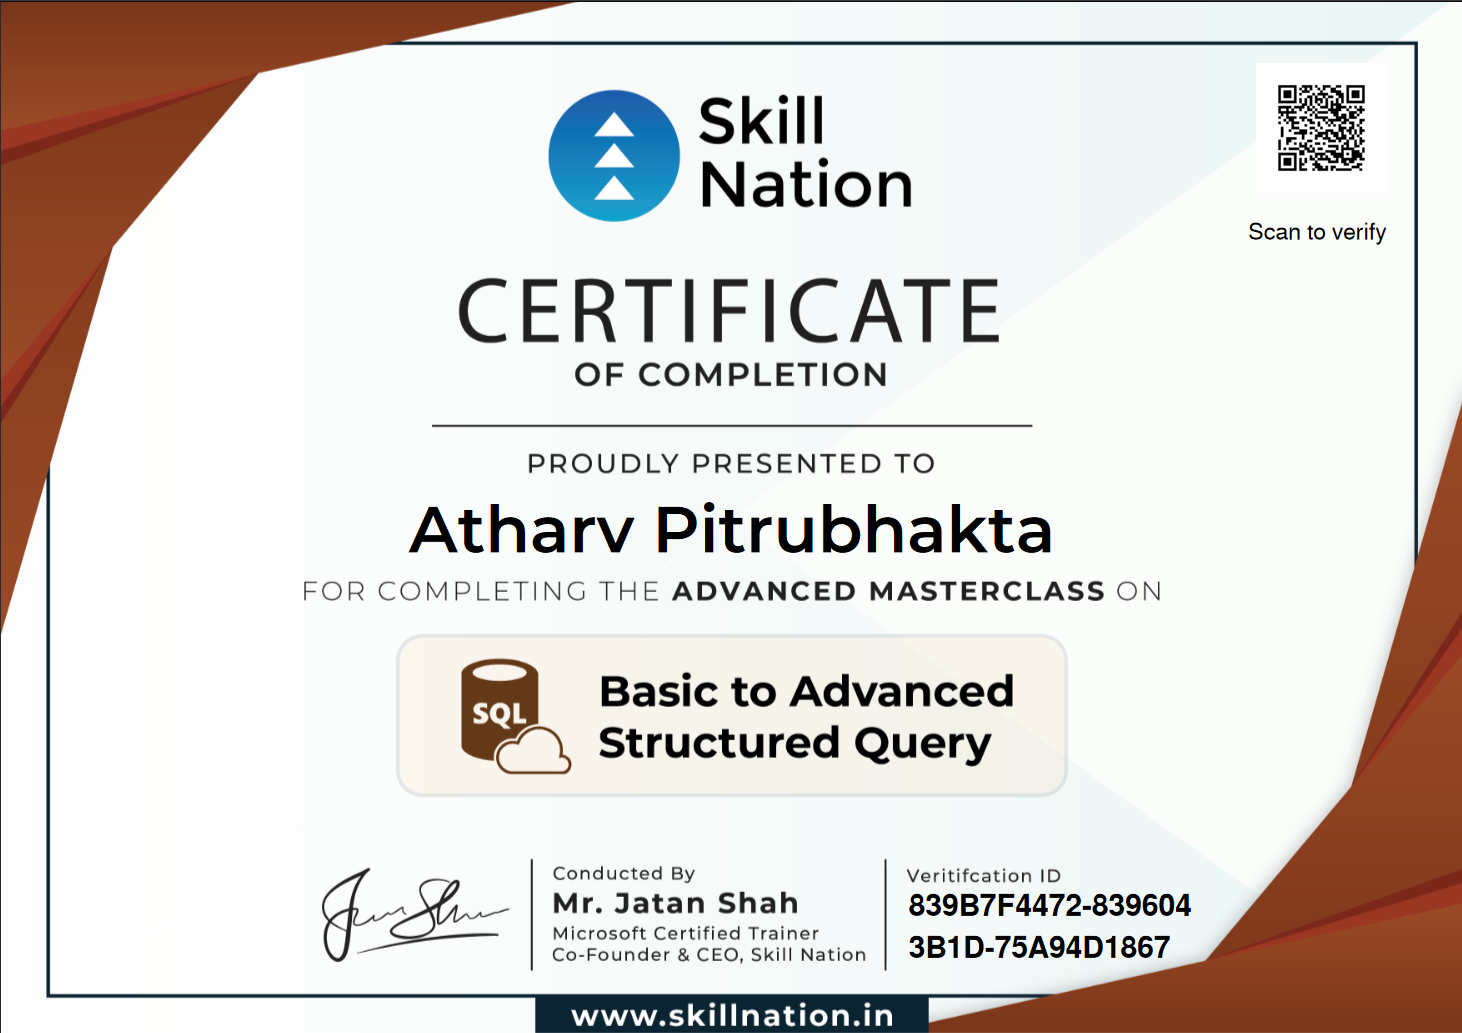 Skill
Nation
Scan to verify
CERTIFICATE
OF COMPLETION
PROUDLY PRESENTED TO
Atharv Pitrubhakta
FOR COMPLETING THE ADVANCED MASTERCLASS ON
SQL
Basic to Advanced
Structured Query
Conducted By
Mr. Jatan Shah
Microsoft Certified Trainer
Co-Founder & CEO, Skill Nation
Veritifcation ID
839B7F4472-839604
3B1D-75A94D1867
www.skillnation.in